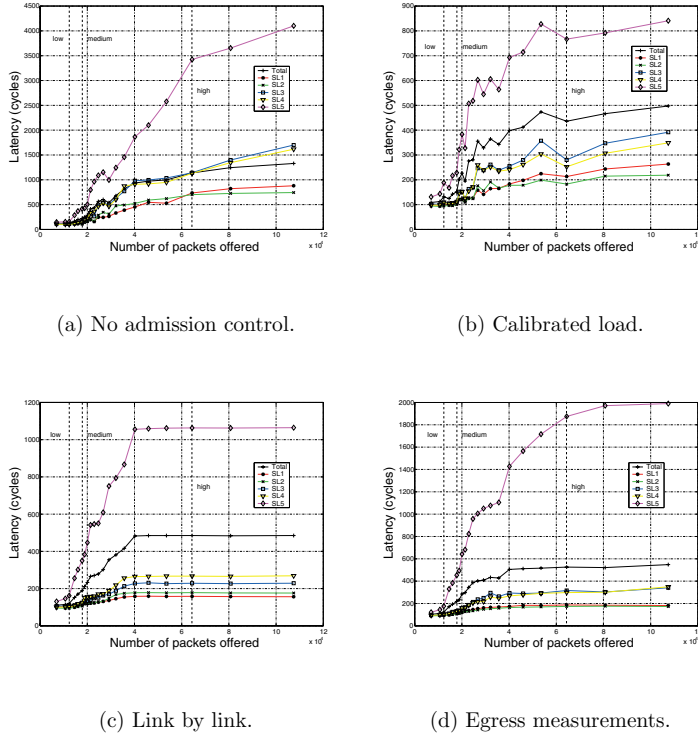 4500
4000
3500
3000
2500
2000
1500
1000
500
0
0 2 4 6 8 10 12
x 10
Latency (cycles)
Number of packets offered
low
medium
high
Total
SL1
SL2
SL3
SL4
SL5
(a) No admission control.
900
800
700
600
500
400
300
200
100
0
0 2 4 6 8 10 12
x 10
Latency (cycles)
Number of packets offered
low
medium
high
Total
SL1
SL2
SL3
SL4
SL5
(b) Calibrated load.
1200
1000
800
600
400
200
0
0 2 4 6 8 10 12
x 10
Latency (cycles)
Number of packets offered
low
medium
high
Total
SL1
SL2
SL3
SL4
SL5
(c) Link by link.
2000
1800
1600
1400
1200
1000
800
600
400
200
0
0 2 4 6 8 10 12
x 10
Latency (cycles)
Number of packets offered
low
medium
high
Total
SL1
SL2
SL3
SL4
SL5
(d) Egress measurements.